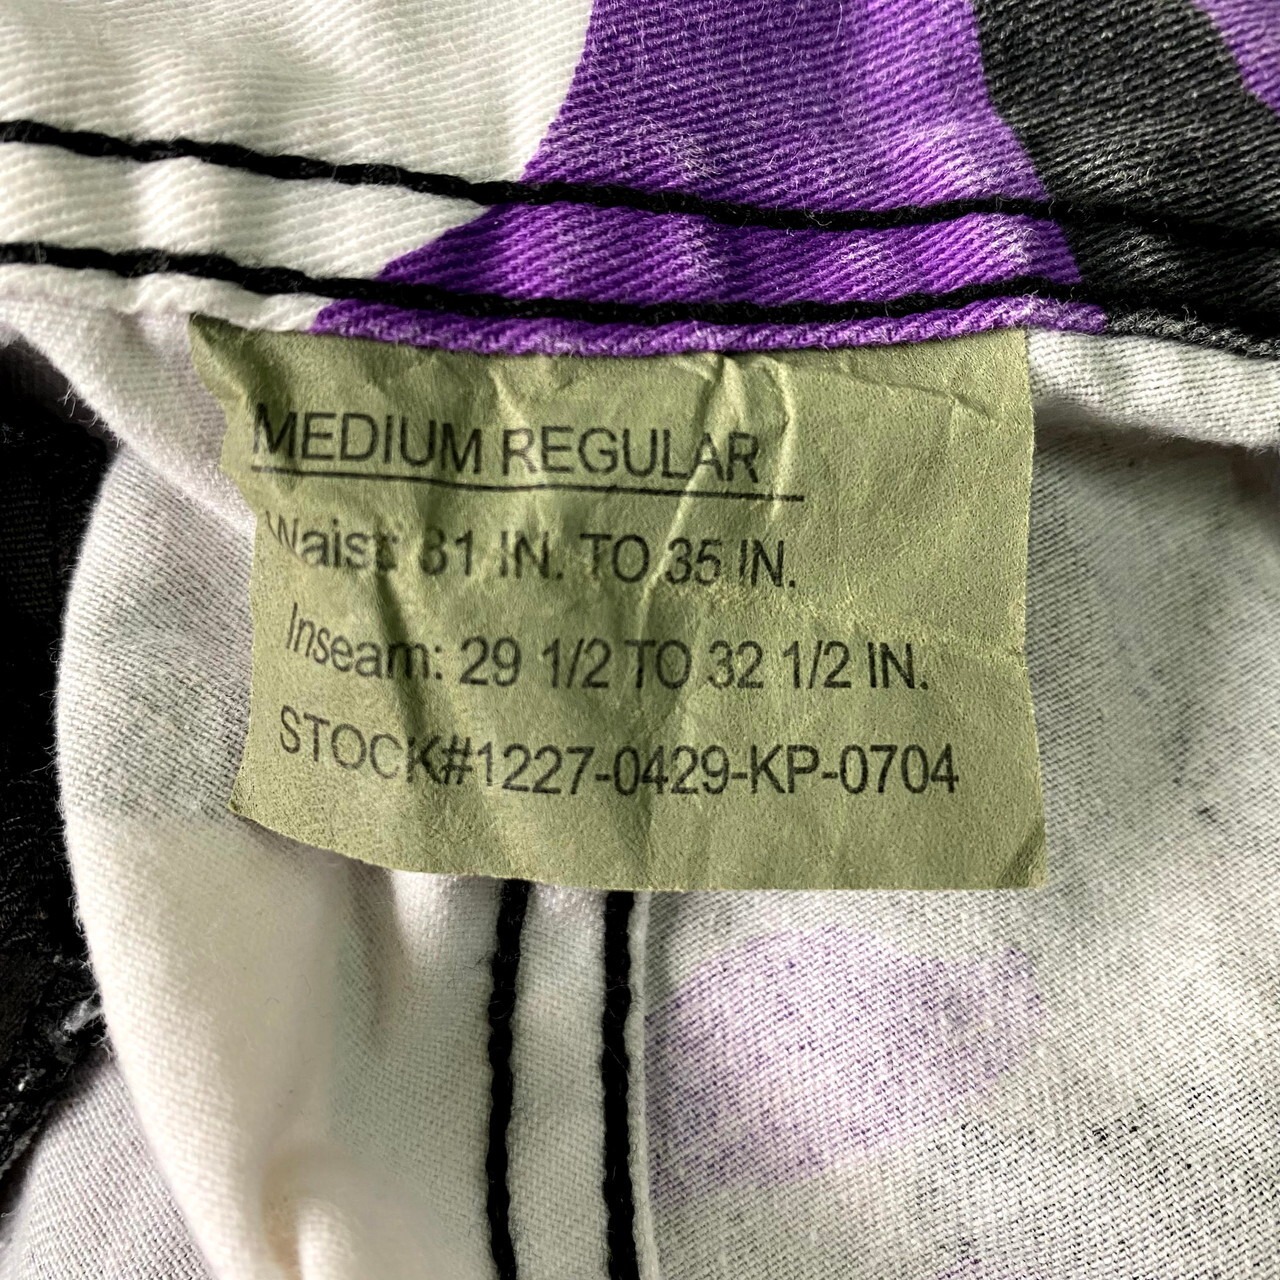 MEDIUM REGULAR
Waist: 31 IN. TO 35 IN.
Inseam: 29 1/2 TO 32 1/2 IN.
STOCK#1227-0429-KP-0704